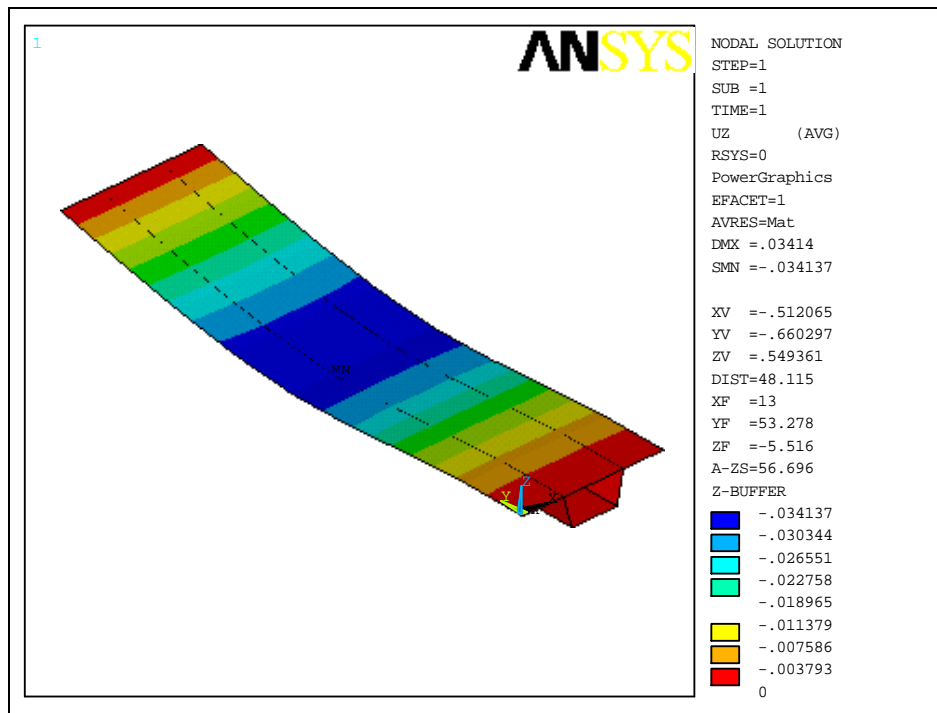 1
ANSYS
NODAL SOLUTION
STEP=1
SUB =1
TIME=1
UZ (AVG)
RSYS=0
PowerGraphics
EFACET=1
AVRES=Mat
DMX =.03414
SMN =-.034137
XV =-.512065
YV =-.660297
ZV =.549361
DIST=48.115
XF =13
YF =53.278
ZF =-5.516
A-ZS=56.696
Z-BUFFER
-.034137
-.030344
-.026551
-.022758
-.018965
-.011379
-.007586
-.003793
0
MN
Z
Y
X